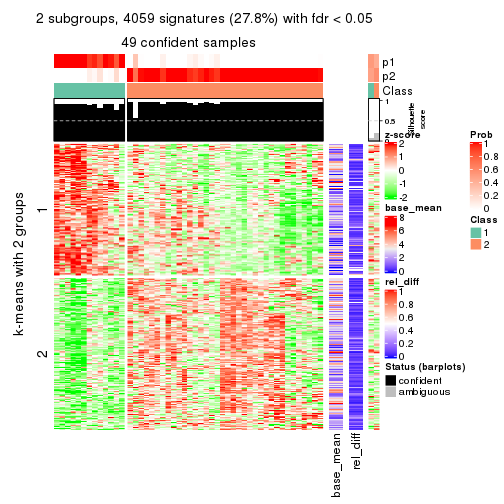 2 subgroups, 4059 signatures (27.8%) with fdr < 0.05
49 confident samples
p1
p2
Class
1
0.5
0
Silhouette
score
k-means with 2 groups
1
2
base_mean
rel_diff
z-score
2
1
0
-1
-2
base_mean
8
6
4
2
0
rel_diff
1
0.8
0.6
0.4
0.2
0
Status (barplots)
confident
ambiguous
Prob
1
0.8
0.6
0.4
0.2
0
Class
1
2